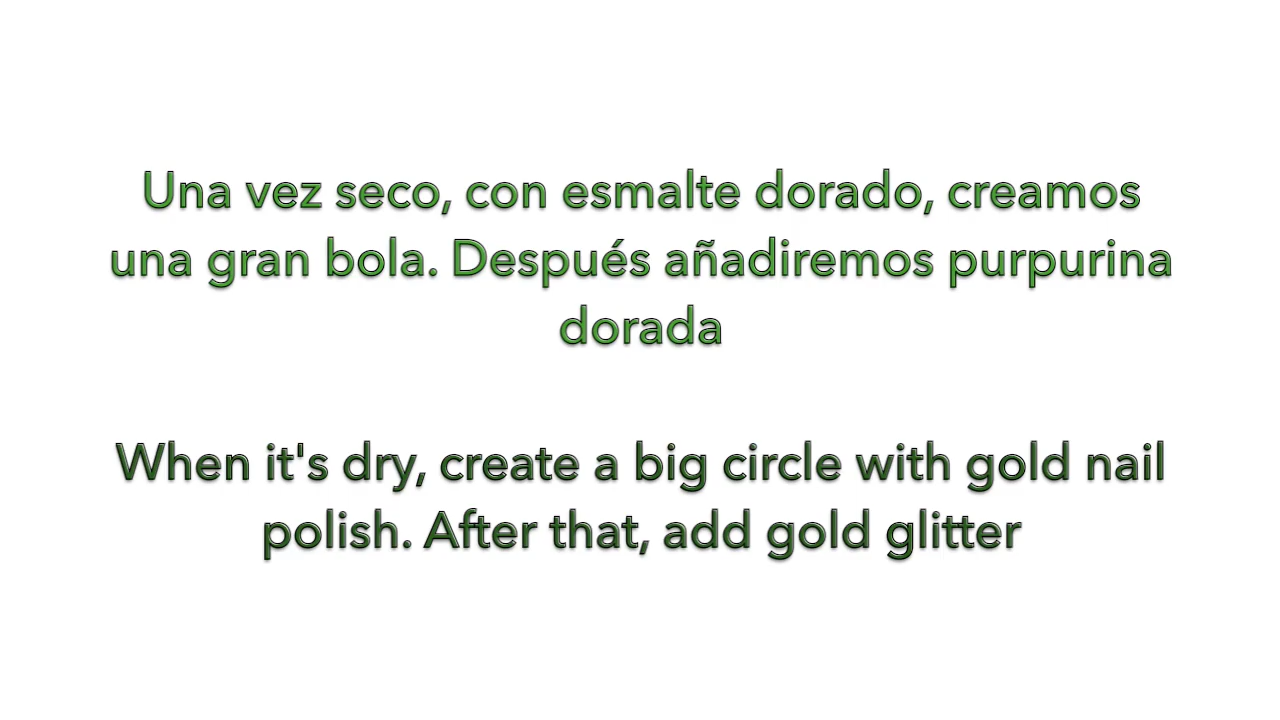 Una vez seco, con esmalte dorado, creamos
una gran bola. Después añadiremos purpurina
dorada
When it's dry, create a big circle with gold nail
polish. After that, add gold glitter